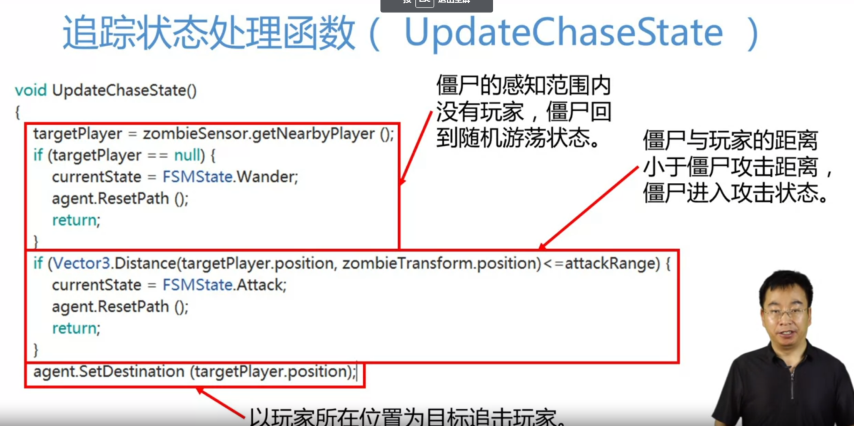 追踪状态处理函数（ UpdateChaseState ）
void UpdateChaseState()
{
targetPlayer = zombieSensor.getNearbyPlayer ();
if (targetPlayer == null) {
currentState = FSMState.Wander;
agent.ResetPath ();
return;
}
if (Vector3.Distance(targetPlayer.position, zombieTransform.position)<=attackRange) {
currentState = FSMState.Attack;
agent.ResetPath ();
return;
}
agent.SetDestination (targetPlayer.position);
僵尸的感知范围内
没有玩家，僵尸回
到随机游荡状态。
僵尸与玩家的距离
小于僵尸攻击距离，
僵尸进入攻击状态。
以玩家所在位置为目标追击玩家。